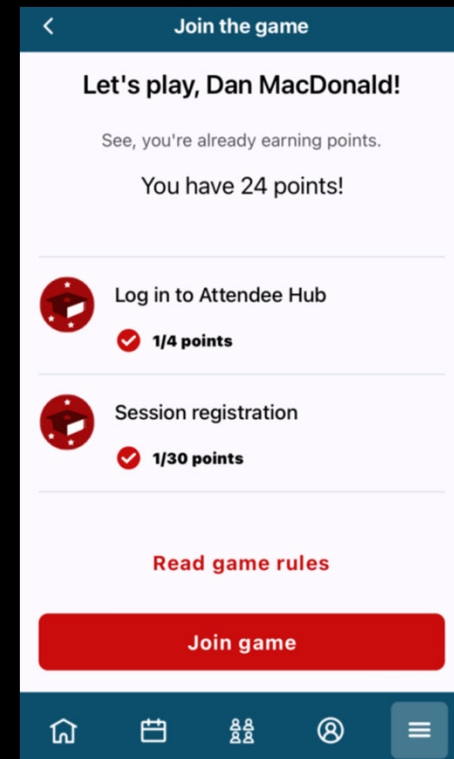 Join the game
Let's play, Dan MacDonald!
See, you're already earning points.
You have 24 points!
Log in to Attendee Hub
1/4 points
Session registration
1/30 points
Read game rules
Join game